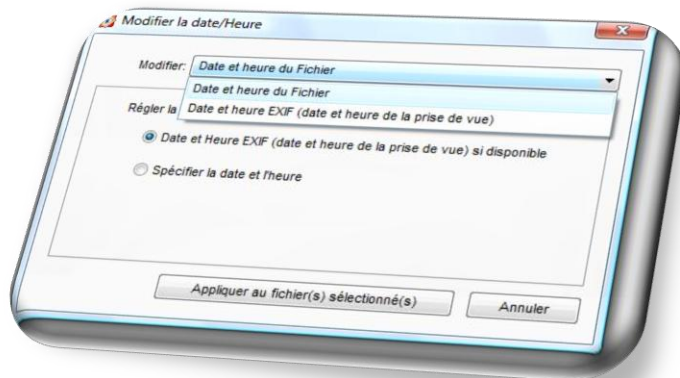 Modifier la date/Heure
Modifier: Date et heure du Fichier
Date et heure du Fichier
Date et heure EXIF (date et heure de la prise de vue)
Régler la
Date et Heure EXIF (date et heure de la prise de vue) si disponible
Spécifier la date et l'heure
Appliquer au fichier(s) sélectionné(s)
Annuler